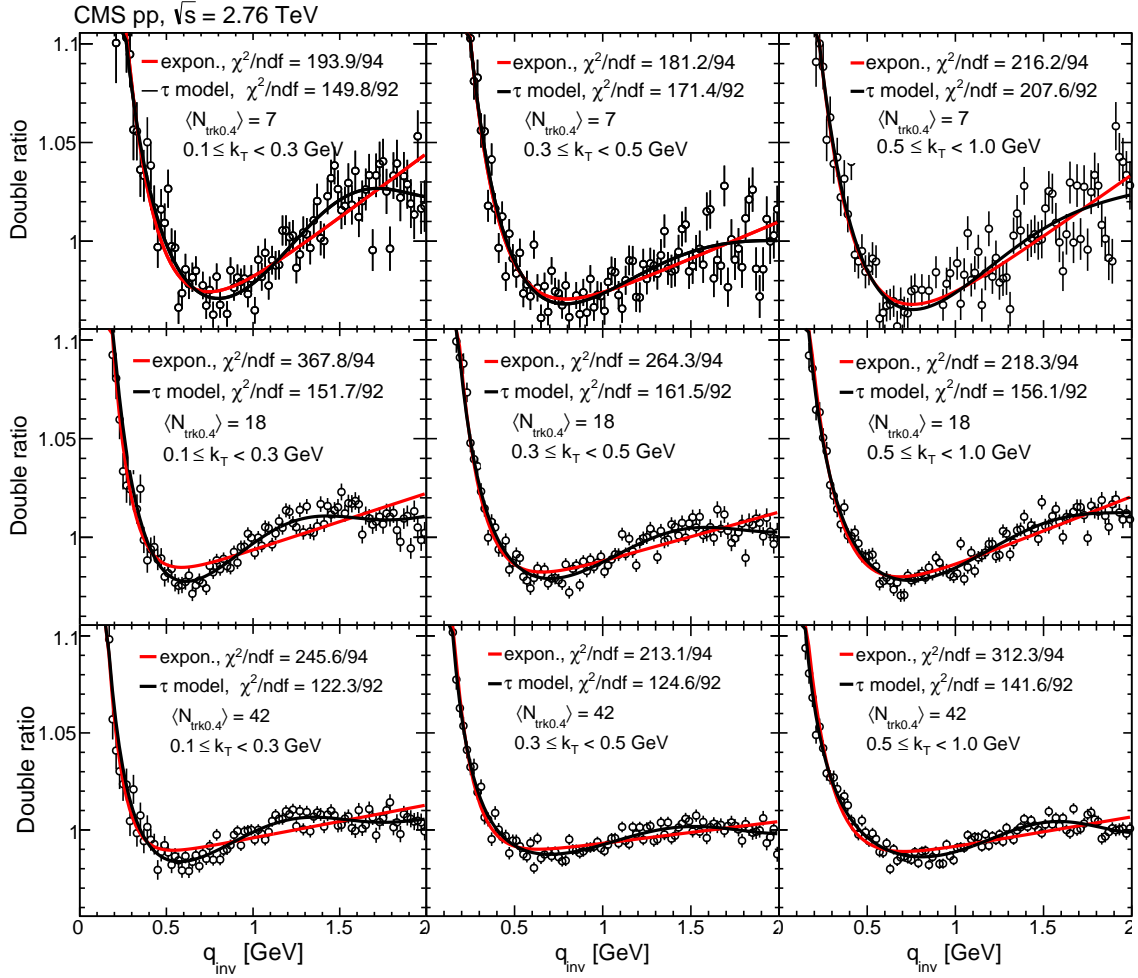 CMS pp, √s = 2.76 TeV
1.1
1.05
1
Double ratio
expon., χ²/ndf = 193.9/94
τ model, χ²/ndf = 149.8/92
⟨N_trk0.4⟩ = 7
0.1 ≤ k_T < 0.3 GeV
expon., χ²/ndf = 181.2/94
τ model, χ²/ndf = 171.4/92
⟨N_trk0.4⟩ = 7
0.3 ≤ k_T < 0.5 GeV
expon., χ²/ndf = 216.2/94
τ model, χ²/ndf = 207.6/92
⟨N_trk0.4⟩ = 7
0.5 ≤ k_T < 1.0 GeV
1.1
1.05
1
Double ratio
expon., χ²/ndf = 367.8/94
τ model, χ²/ndf = 151.7/92
⟨N_trk0.4⟩ = 18
0.1 ≤ k_T < 0.3 GeV
expon., χ²/ndf = 264.3/94
τ model, χ²/ndf = 161.5/92
⟨N_trk0.4⟩ = 18
0.3 ≤ k_T < 0.5 GeV
expon., χ²/ndf = 218.3/94
τ model, χ²/ndf = 156.1/92
⟨N_trk0.4⟩ = 18
0.5 ≤ k_T < 1.0 GeV
1.1
1.05
1
Double ratio
expon., χ²/ndf = 245.6/94
τ model, χ²/ndf = 122.3/92
⟨N_trk0.4⟩ = 42
0.1 ≤ k_T < 0.3 GeV
expon., χ²/ndf = 213.1/94
τ model, χ²/ndf = 124.6/92
⟨N_trk0.4⟩ = 42
0.3 ≤ k_T < 0.5 GeV
expon., χ²/ndf = 312.3/94
τ model, χ²/ndf = 141.6/92
⟨N_trk0.4⟩ = 42
0.5 ≤ k_T < 1.0 GeV
0 0.5 1 1.5 2
0.5 1 1.5 2
0.5 1 1.5 2
q_inv [GeV]
q_inv [GeV]
q_inv [GeV]